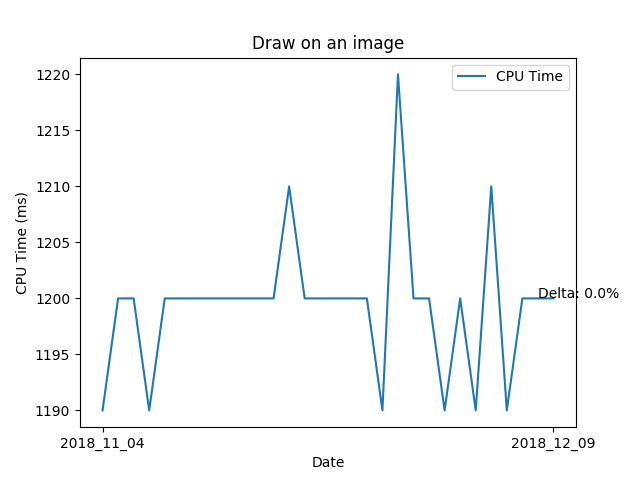 Draw on an image
CPU Time
1220
1215
1210
1205
1200
1195
1190
CPU Time (ms)
Delta: 0.0%
2018_11_04
2018_12_09
Date